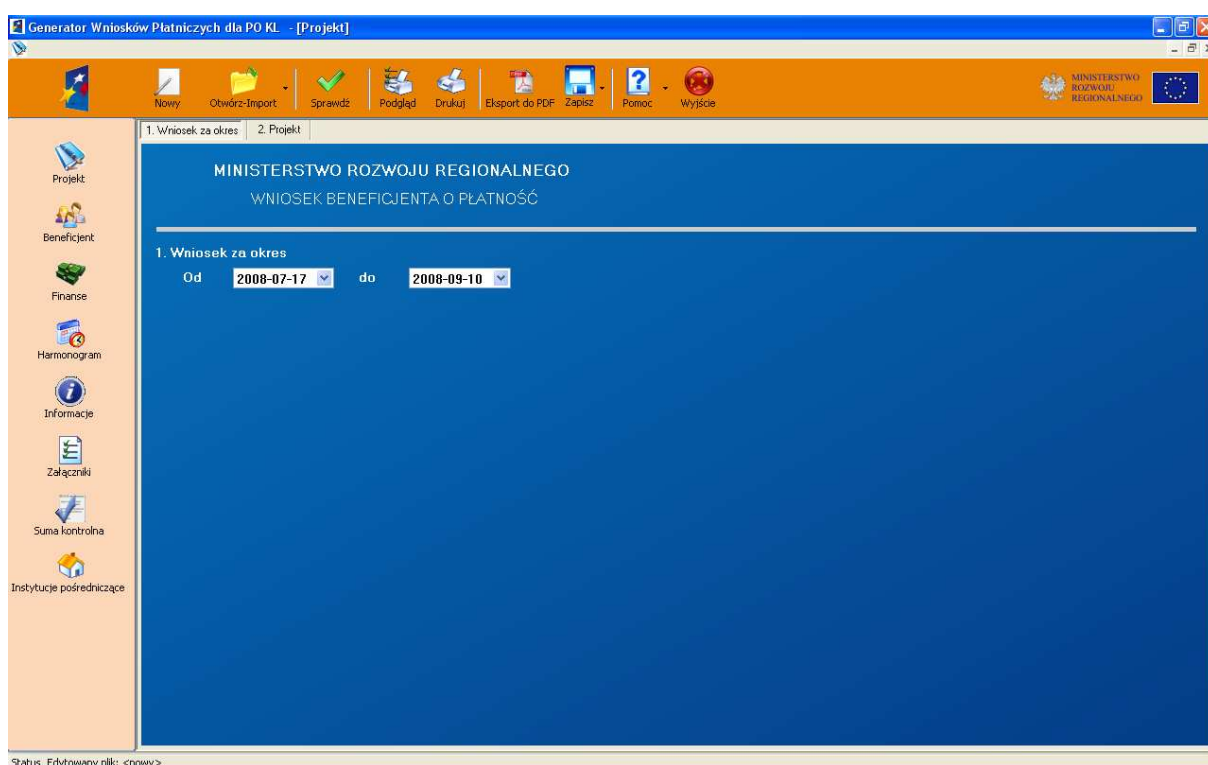 Generator Wniosków Płatniczych dla PO KL - [Projekt]
Nowy Otwórz-Import Sprawdź Podgląd Drukuj Eksport do PDF Zapisz Pomoc Wyjście
MINISTERSTWO
ROZWOJU
REGIONALNEGO
1. Wniosek za okres 2. Projekt
Projekt
Beneficjent
Finanse
Harmonogram
Informacje
Załączniki
Suma kontrolna
Instytucje pośredniczące
MINISTERSTWO ROZWOJU REGIONALNEGO
WNIOSEK BENEFICJENTA O PŁATNOŚĆ
1. Wniosek za okres
Od 2008-07-17 do 2008-09-10
Status Edytowany plik: <nowy>